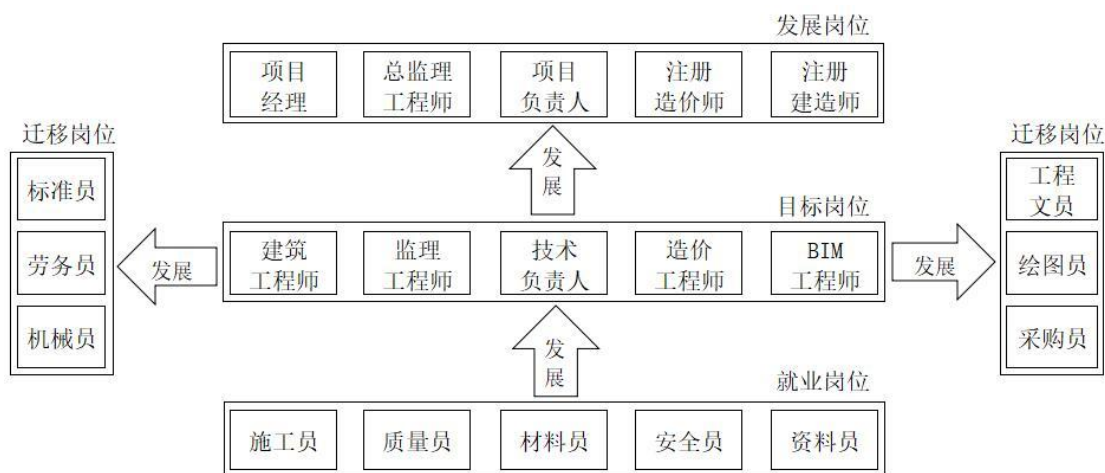 发展岗位
项目
经理
总监理
工程师
项目
负责人
注册
造价师
注册
建造师
迁移岗位
标准员
劳务员
机械员
发
展
迁移岗位
工程
文员
绘图员
采购员
目标岗位
发展
建筑
工程师
监理
工程师
技术
负责人
造价
工程师
BIM
工程师
发展
发
展
就业岗位
施工员
质量员
材料员
安全员
资料员